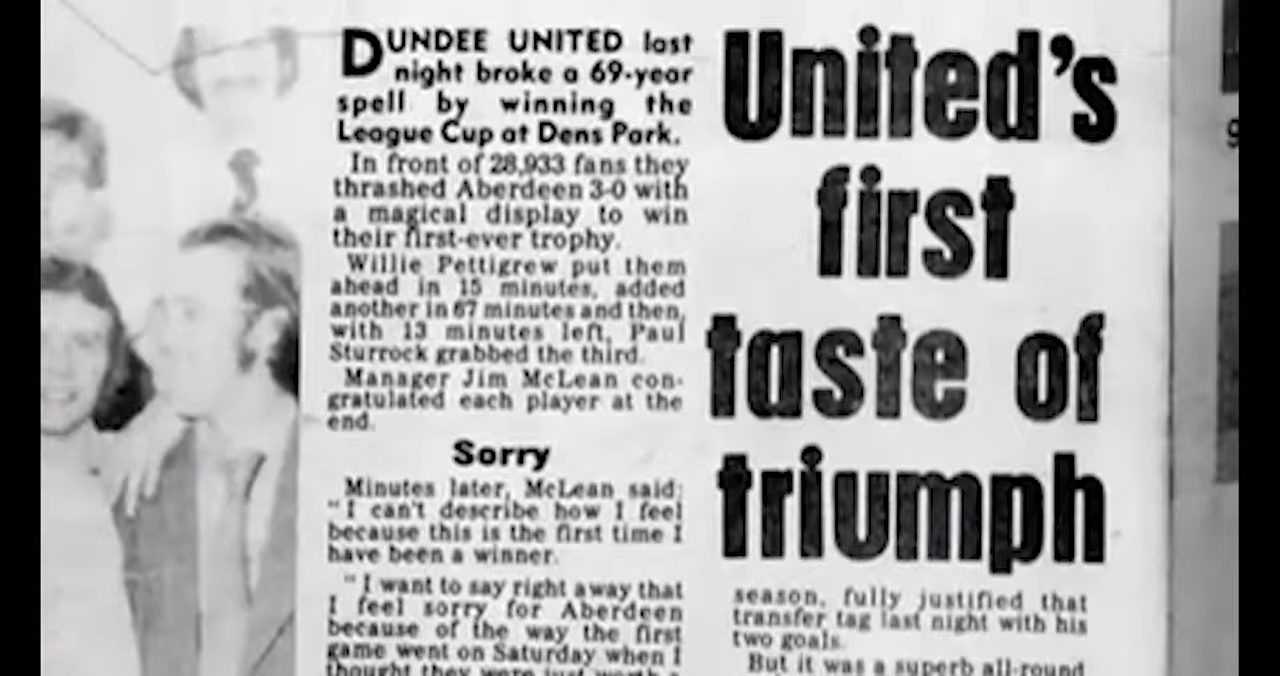 DUNDEE UNITED last
night broke a 69-year
spell by winning the
League Cup at Dens Park.
In front of 28,933 fans they
thrashed Aberdeen 3-0 with
a magical display to win
their first-ever trophy.
Willie Pettigrew put them
ahead in 15 minutes, added
another in 67 minutes and then,
with 13 minutes left, Paul
Sturrock grabbed the third.
Manager Jim McLean con-
gratulated each player at the
end.
Sorry
Minutes later, McLean said:
"I can't describe how I feel
because this is the first time I
have been a winner.
"I want to say right away that
I feel sorry for Aberdeen
because of the way the first
game went on Saturday when I
thought they were just worth a
United's
first
taste of
triumph
season, fully justified that
transfer tag last night with his
two goals.
But it was a superb all-round